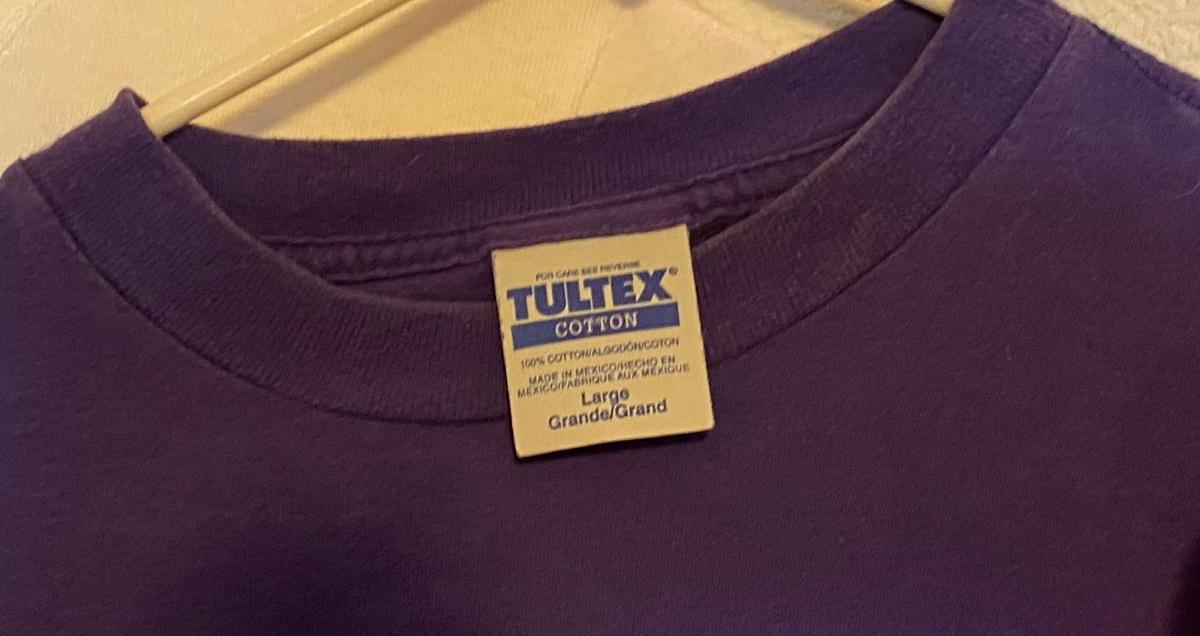 FOR CARE SEE REVERSE
TULTEX®
COTTON
100% COTTON/ALGODÓN/COTON
MADE IN MEXICO/HECHO EN
MÉXICO/FABRIQUE AUX MEXIQUE
Large
Grande/Grand